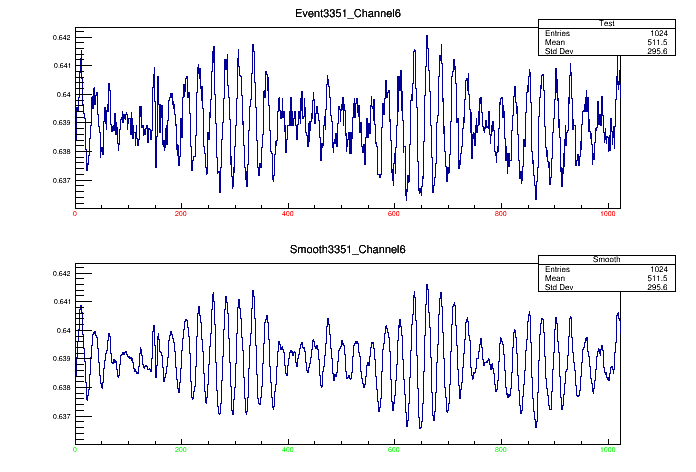 Event3351_Channel6
Test
Entries 1024
Mean 511.5
Std Dev 295.6
0.642
0.641
0.64
0.639
0.638
0.637
0 200 400 600 800 1000
Smooth3351_Channel6
Smooth
Entries 1024
Mean 511.5
Std Dev 295.6
0.642
0.641
0.64
0.639
0.638
0.637
0 200 400 600 800 1000